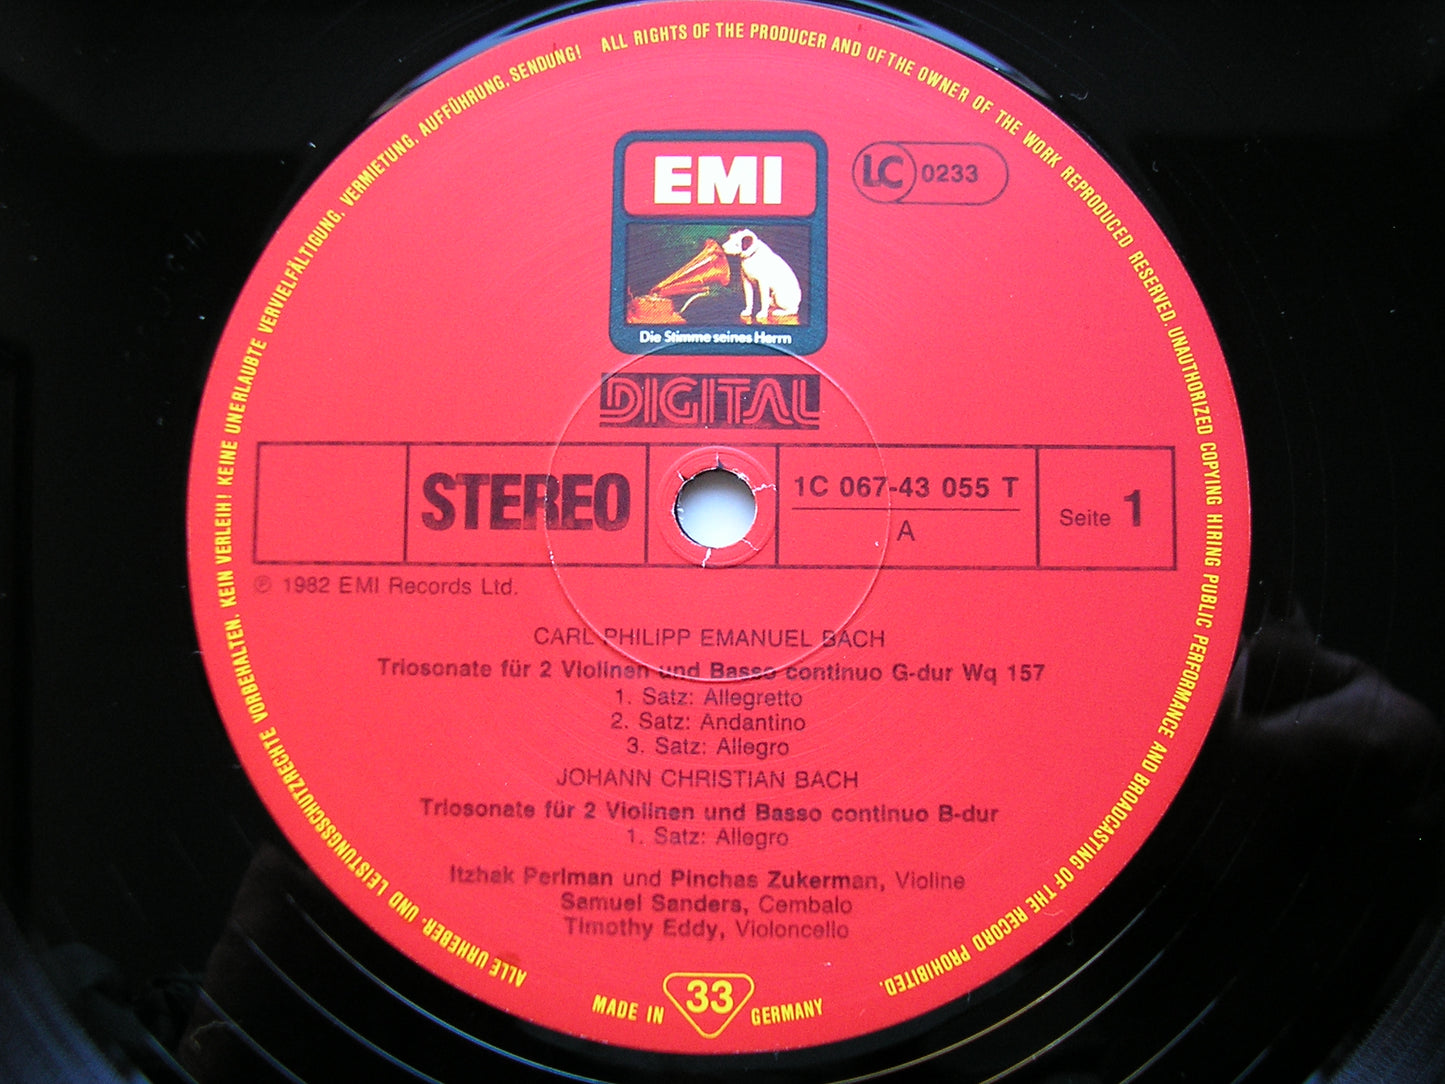 ALLE URHEBER- UND LEISTUNGSSCHUTZRECHTE VORBEHALTEN. KEIN VERLEIH! KEINE UNERLAUBTE VERVIELFÄLTIGUNG, VERMIETUNG, AUFFÜHRUNG, SENDUNG!
ALL RIGHTS OF THE PRODUCER AND OF THE OWNER OF THE WORK REPRODUCED RESERVED. UNAUTHORIZED COPYING HIRING PUBLIC PERFORMANCE AND BROADCASTING OF THE RECORD PROHIBITED.
EMI
LC 0233
Die Stimme seines Herrn
DIGITAL
STEREO
1C 067-43 055 T
A
Seite 1
℗ 1982 EMI Records Ltd.
CARL PHILIPP EMANUEL BACH
Triosonate für 2 Violinen und Basso continuo G-dur Wq 157
1. Satz: Allegretto
2. Satz: Andantino
3. Satz: Allegro
JOHANN CHRISTIAN BACH
Triosonate für 2 Violinen und Basso continuo B-dur
1. Satz: Allegro
Itzhak Perlman und Pinchas Zukerman, Violine
Samuel Sanders, Cembalo
Timothy Eddy, Violoncello
MADE IN 33 GERMANY